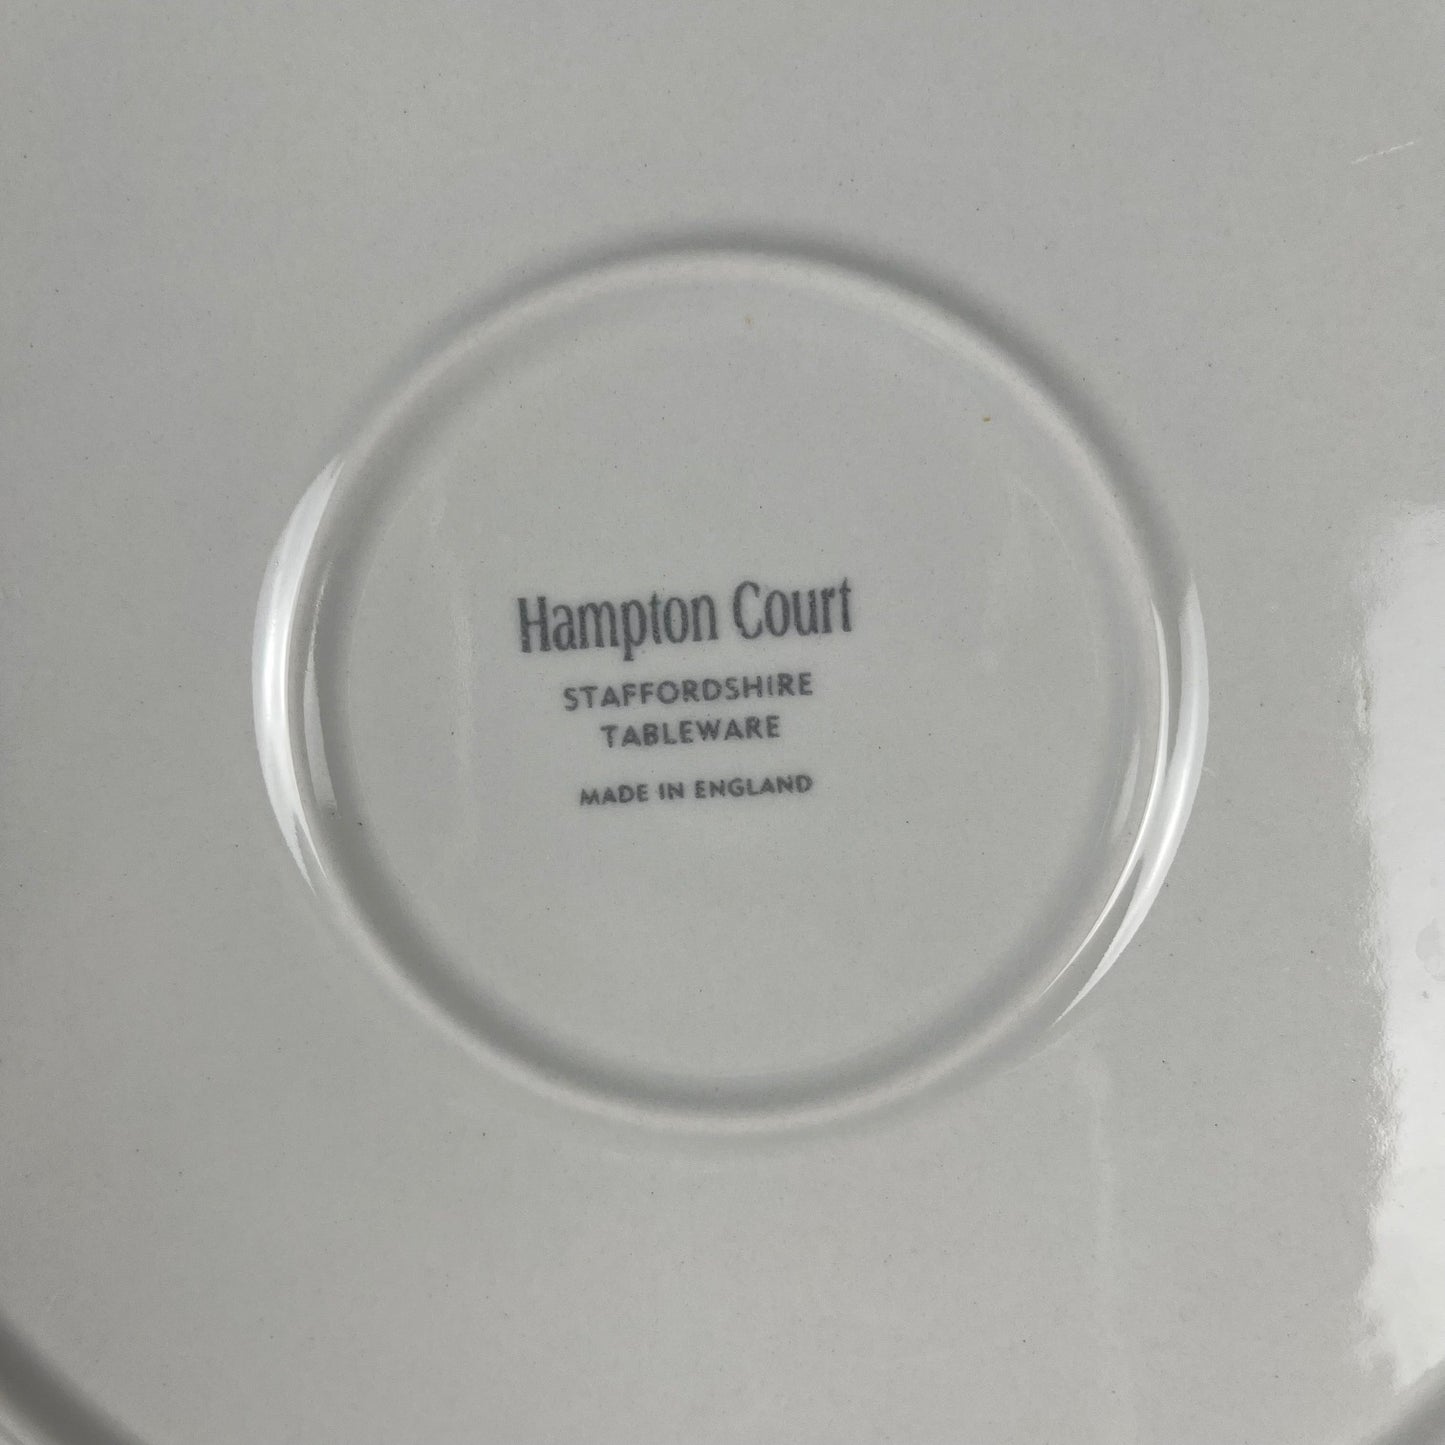 Hampton Court
STAFFORDSHIRE
TABLEWARE
MADE IN ENGLAND